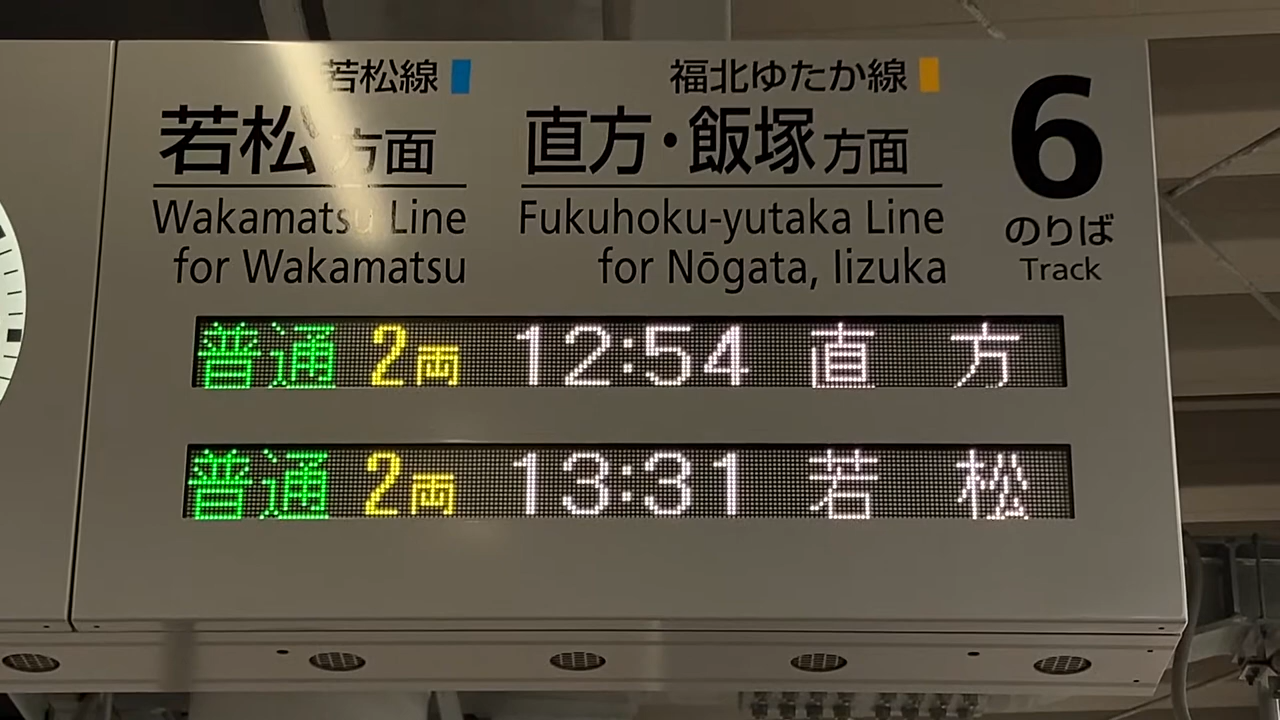 若松線
若松 方面
Wakamatsu Line
for Wakamatsu
福北ゆたか線
直方・飯塚 方面
Fukuhoku-yutaka Line
for Nōgata, Iizuka
6
のりば
Track
普通 2両 12:54 直方
普通 2両 13:31 若松